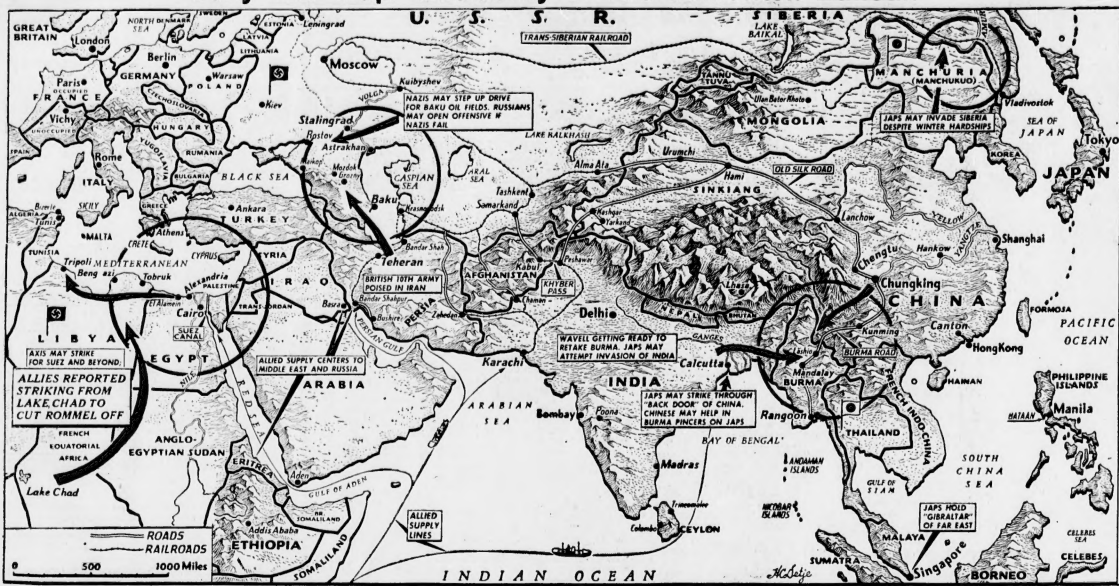 U. S. S. R.
SIBERIA
GREAT
BRITAIN
NORTH
SEA
DENMARK
SWEDEN
ESTONIA
Leningrad
LATVIA
LITHUANIA
London
Berlin
GERMANY
Warsaw
POLAND
Moscow
TRANS-SIBERIAN RAILROAD
LAKE
BAIKAL
TANNU
TUVA
MANCHURIA
(MANCHUKUO)
Paris
OCCUPIED
FRANCE
Vichy
UNOCCUPIED
CZECHOSLOVAKIA
Kiev
VOLGA
Kuibyshev
NAZIS MAY STEP UP DRIVE
FOR BAKU OIL FIELDS. RUSSIANS
MAY OPEN OFFENSIVE IF
NAZIS FAIL
Ulan Bator Khoto
MONGOLIA
Vladivostok
JAPS MAY INVADE SIBERIA
DESPITE WINTER HARDSHIPS
SEA OF
JAPAN
HUNGARY
Stalingrad
Rostov
Astrakhan
LAKE BALKHASH
SPAIN
Rome
ITALY
YUGOSLAVIA
RUMANIA
BULGARIA
BLACK SEA
Maikop
Mozdok
Grozny
CASPIAN
SEA
ARAL
SEA
Alma Ata
Urumchi
Hami
OLD SILK ROAD
KOREA
Tokyo
JAPAN
SINKIANG
Tashkent
Samarkand
Baku
Krasnovodsk
ALGERIA
Bizerte
Tunis
SICILY
GREECE
Athens
Ankara
TURKEY
Kashgar
Yarkand
Lanchow
YELLOW
YANGTZE
MALTA
CRETE
CYPRUS
SYRIA
Bandar Shah
Teheran
TUNISIA
Tripoli
MEDITERRANEAN
Beng azi
Tobruk
Alexandria
PALESTINE
IRAQ
BRITISH 10TH ARMY
POISED IN IRAN
AFGHANISTAN
Kabul
Peshawar
KHYBER
PASS
Chengtu
Hankow
Shanghai
El Alamein
Cairo
TRANS-JORDAN
Basra
Bandar Shahpur
Bushire
PERSIA
Zahedan
Chaman
Lhasa
Chungking
CHINA
LIBYA
SUEZ
CANAL
PERSIAN GULF
Delhi
NEPAL
BHUTAN
GANGES
Kunming
Canton
HongKong
FORMOSA
PACIFIC
OCEAN
AXIS MAY STRIKE
FOR SUEZ AND BEYOND;
EGYPT
NILE
ALLIED SUPPLY CENTERS TO
MIDDLE EAST AND RUSSIA
Karachi
WAVELL GETTING READY TO
RETAKE BURMA. JAPS MAY
ATTEMPT INVASION OF INDIA
Calcutta
Lashio
BURMA ROAD
Mandalay
BURMA
HAINAN
PHILIPPINE
ISLANDS
ALLIES REPORTED
STRIKING FROM
LAKE CHAD TO
CUT ROMMEL OFF
RED SEA
ARABIA
ARABIAN
SEA
INDIA
Bombay
Poona
JAPS MAY STRIKE THROUGH
"BACK DOOR" OF CHINA.
CHINESE MAY HELP IN
BURMA PINCERS ON JAPS
Rangoon
FRENCH INDO-CHINA
THAILAND
BATAAN
Manila
FRENCH
EQUATORIAL
AFRICA
ANGLO-
EGYPTIAN SUDAN
BAY OF BENGAL
Lake Chad
ERITREA
Aden
GULF OF ADEN
Madras
ANDAMAN
ISLANDS
GULF OF
SIAM
SOUTH
CHINA
SEA
BR.
SOMALILAND
Trincomalee
Colombo
CEYLON
NICOBAR
ISLANDS
JAPS HOLD
"GIBRALTAR"
OF FAR EAST
Addis Ababa
ETHIOPIA
SOMALILAND
ALLIED
SUPPLY
LINES
MALAYA
Singapore
CELEBES
SEA
CELEBES
ROADS
RAILROADS
0 500 1000 Miles
INDIAN OCEAN
SUMATRA
BORNEO